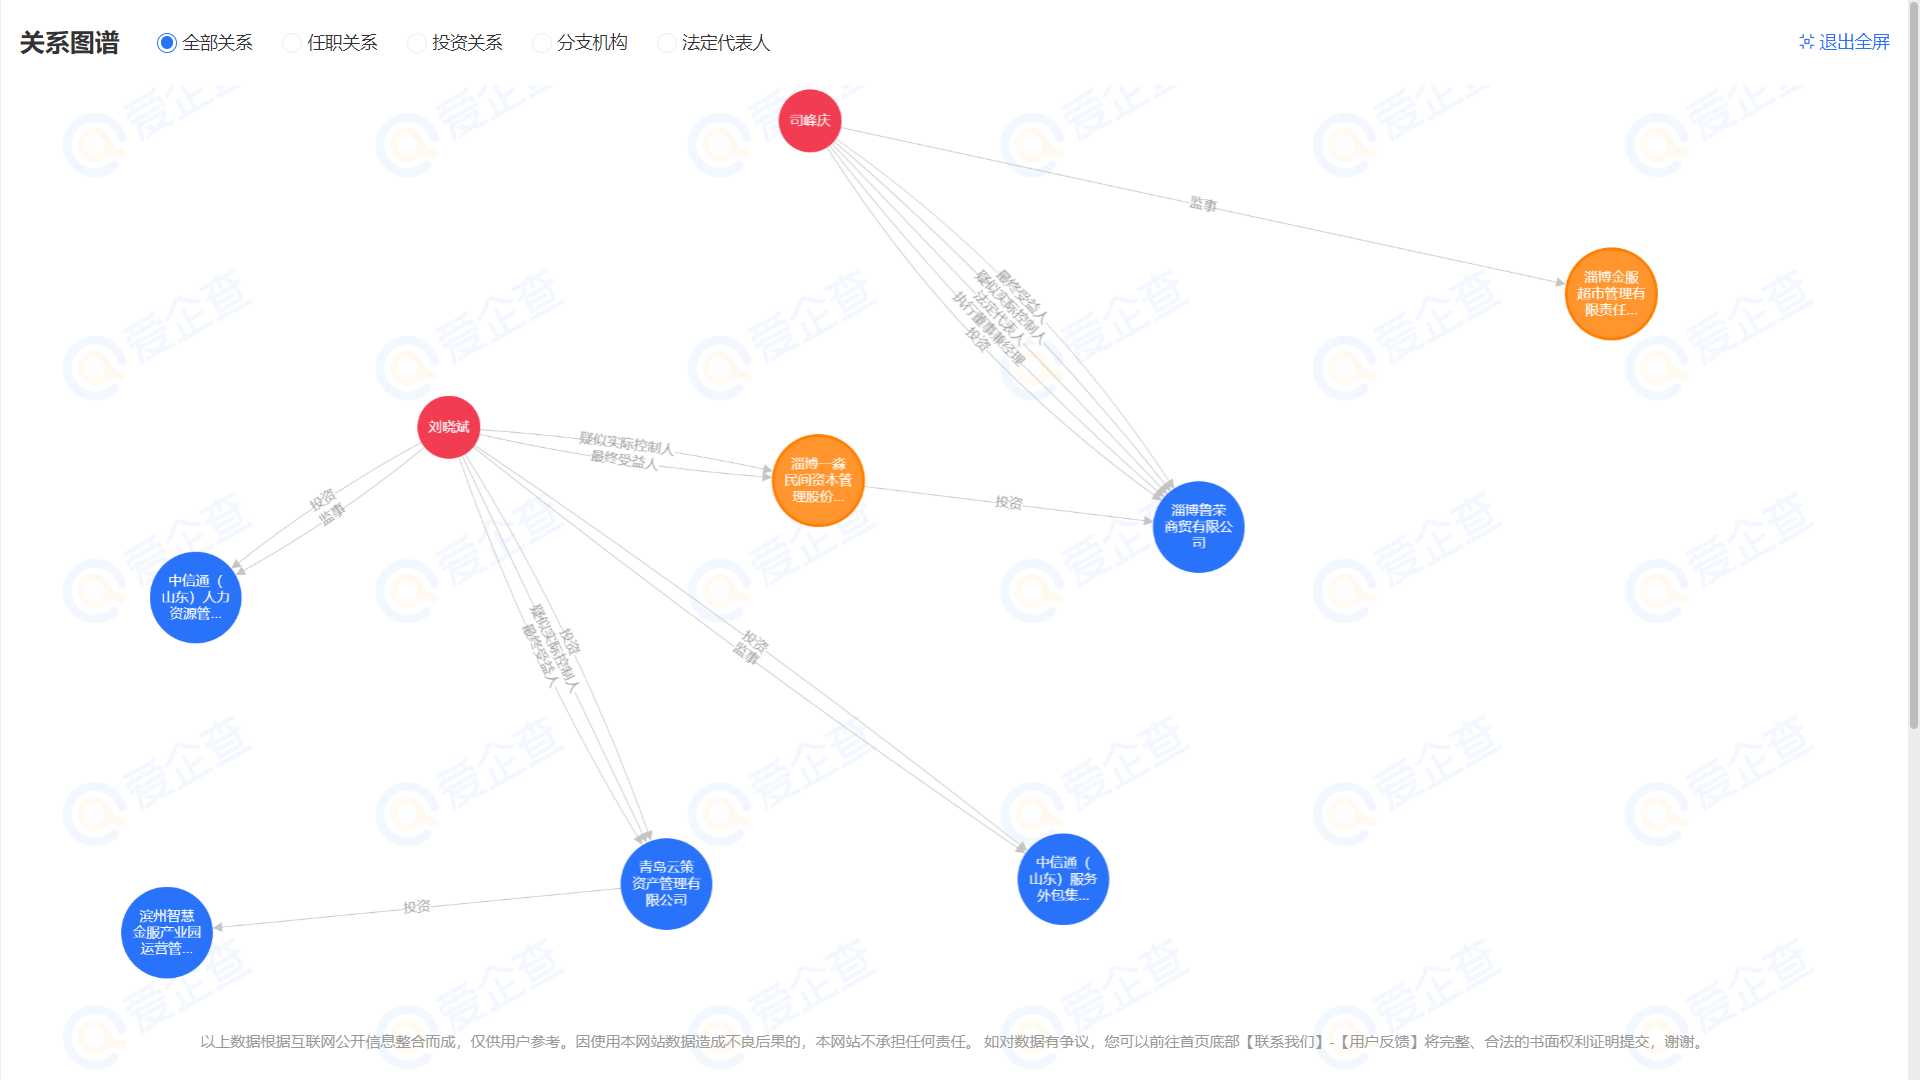 关系图谱
全部关系
任职关系
投资关系
分支机构
法定代表人
退出全屏
司峰庆
监事
淄博金服
超市管理有
限责任...
最终受益人
疑似实际控制人
法定代表人
执行董事兼经理
投资
刘晓斌
疑似实际控制人
最终受益人
淄博一淼
民间资本管
理股份...
投资
淄博鲁荣
商贸有限公
司
投资
监事
中信通（
山东）人力
资源管...
投资
疑似实际控制人
最终受益人
投资
监事
青岛云策
资产管理有
限公司
中信通（
山东）服务
外包集...
投资
滨州智慧
金服产业园
运营管...
以上数据根据互联网公开信息整合而成，仅供用户参考。因使用本网站数据造成不良后果的，本网站不承担任何责任。 如对数据有争议，您可以前往首页底部【联系我们】-【用户反馈】将完整、合法的书面权利证明提交，谢谢。
爱企查